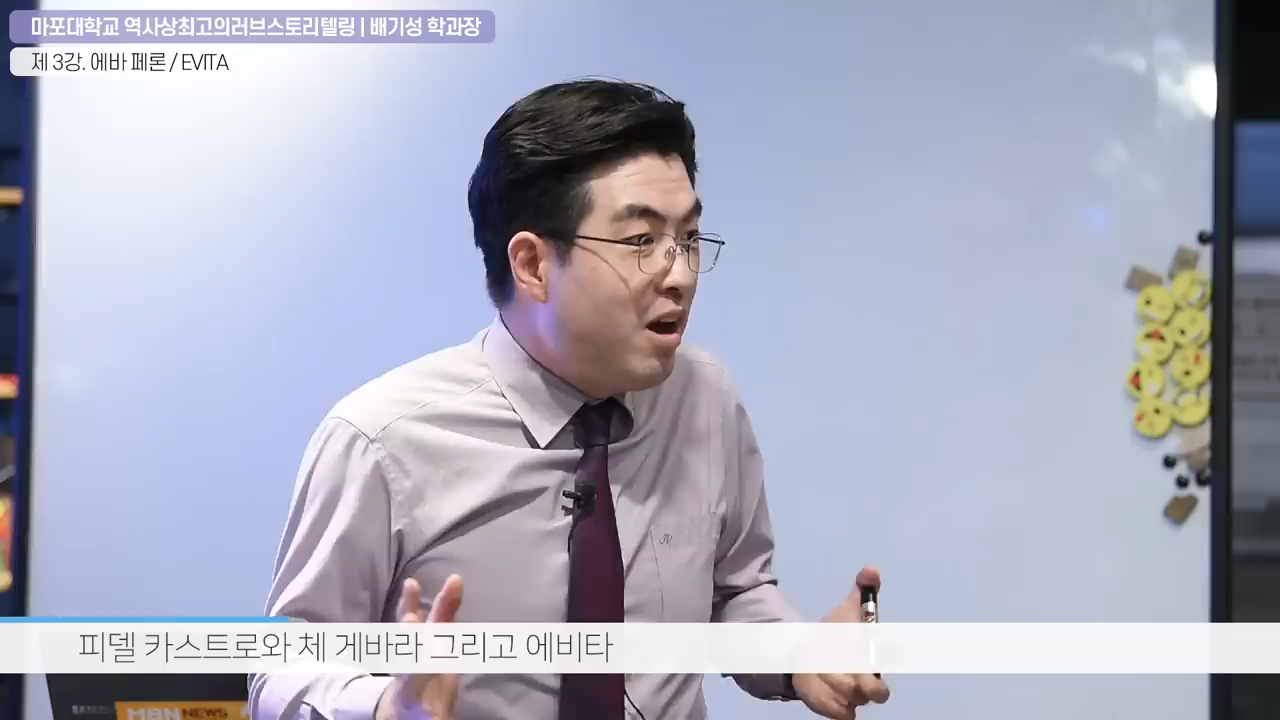 마포대학교 역사상최고의러브스토리텔링 | 배기성 학과장
제 3강. 에바 페론 / EVITA
피델 카스트로와 체 게바라 그리고 에비타
MBN NEWS